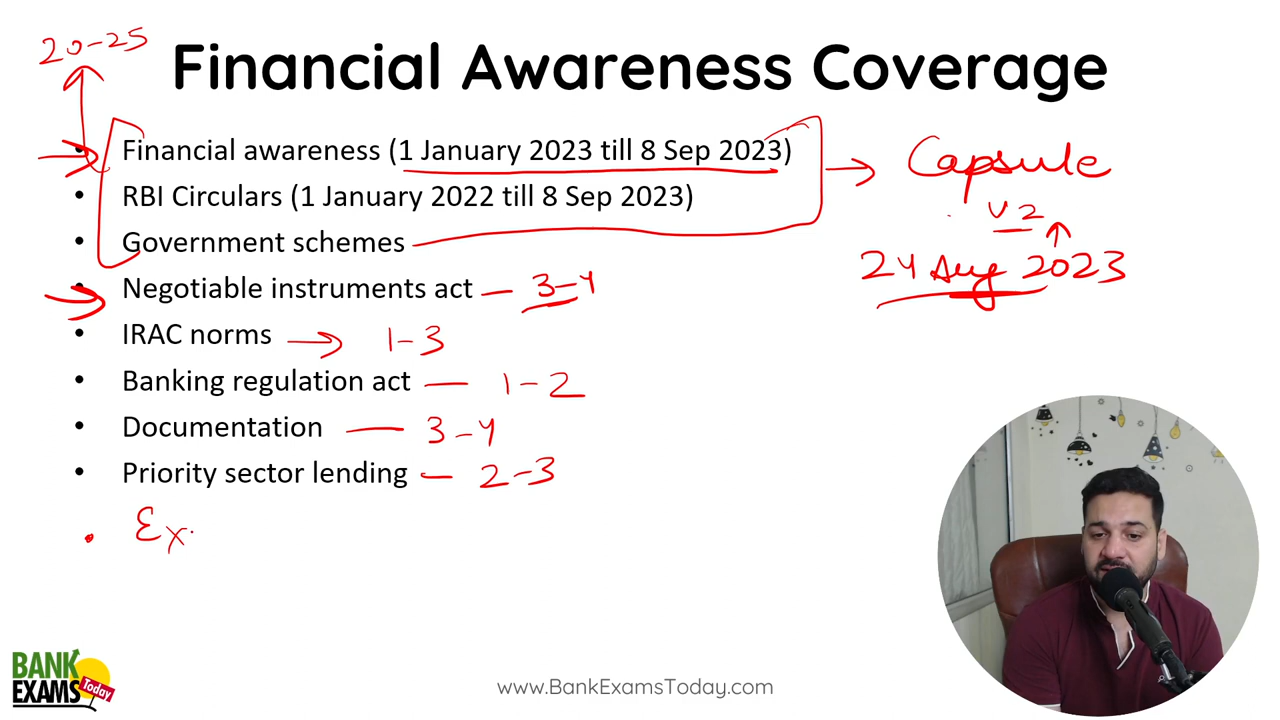 20-25
Financial Awareness Coverage
• Financial awareness (1 January 2023 till 8 Sep 2023)
• RBI Circulars (1 January 2022 till 8 Sep 2023)
• Government schemes
Capsule
V2
24 Aug 2023
• Negotiable instruments act — 3-4
• IRAC norms → 1-3
• Banking regulation act — 1-2
• Documentation — 3-4
• Priority sector lending — 2-3
• Ex
BANK
EXAMS
Today
www.BankExamsToday.com